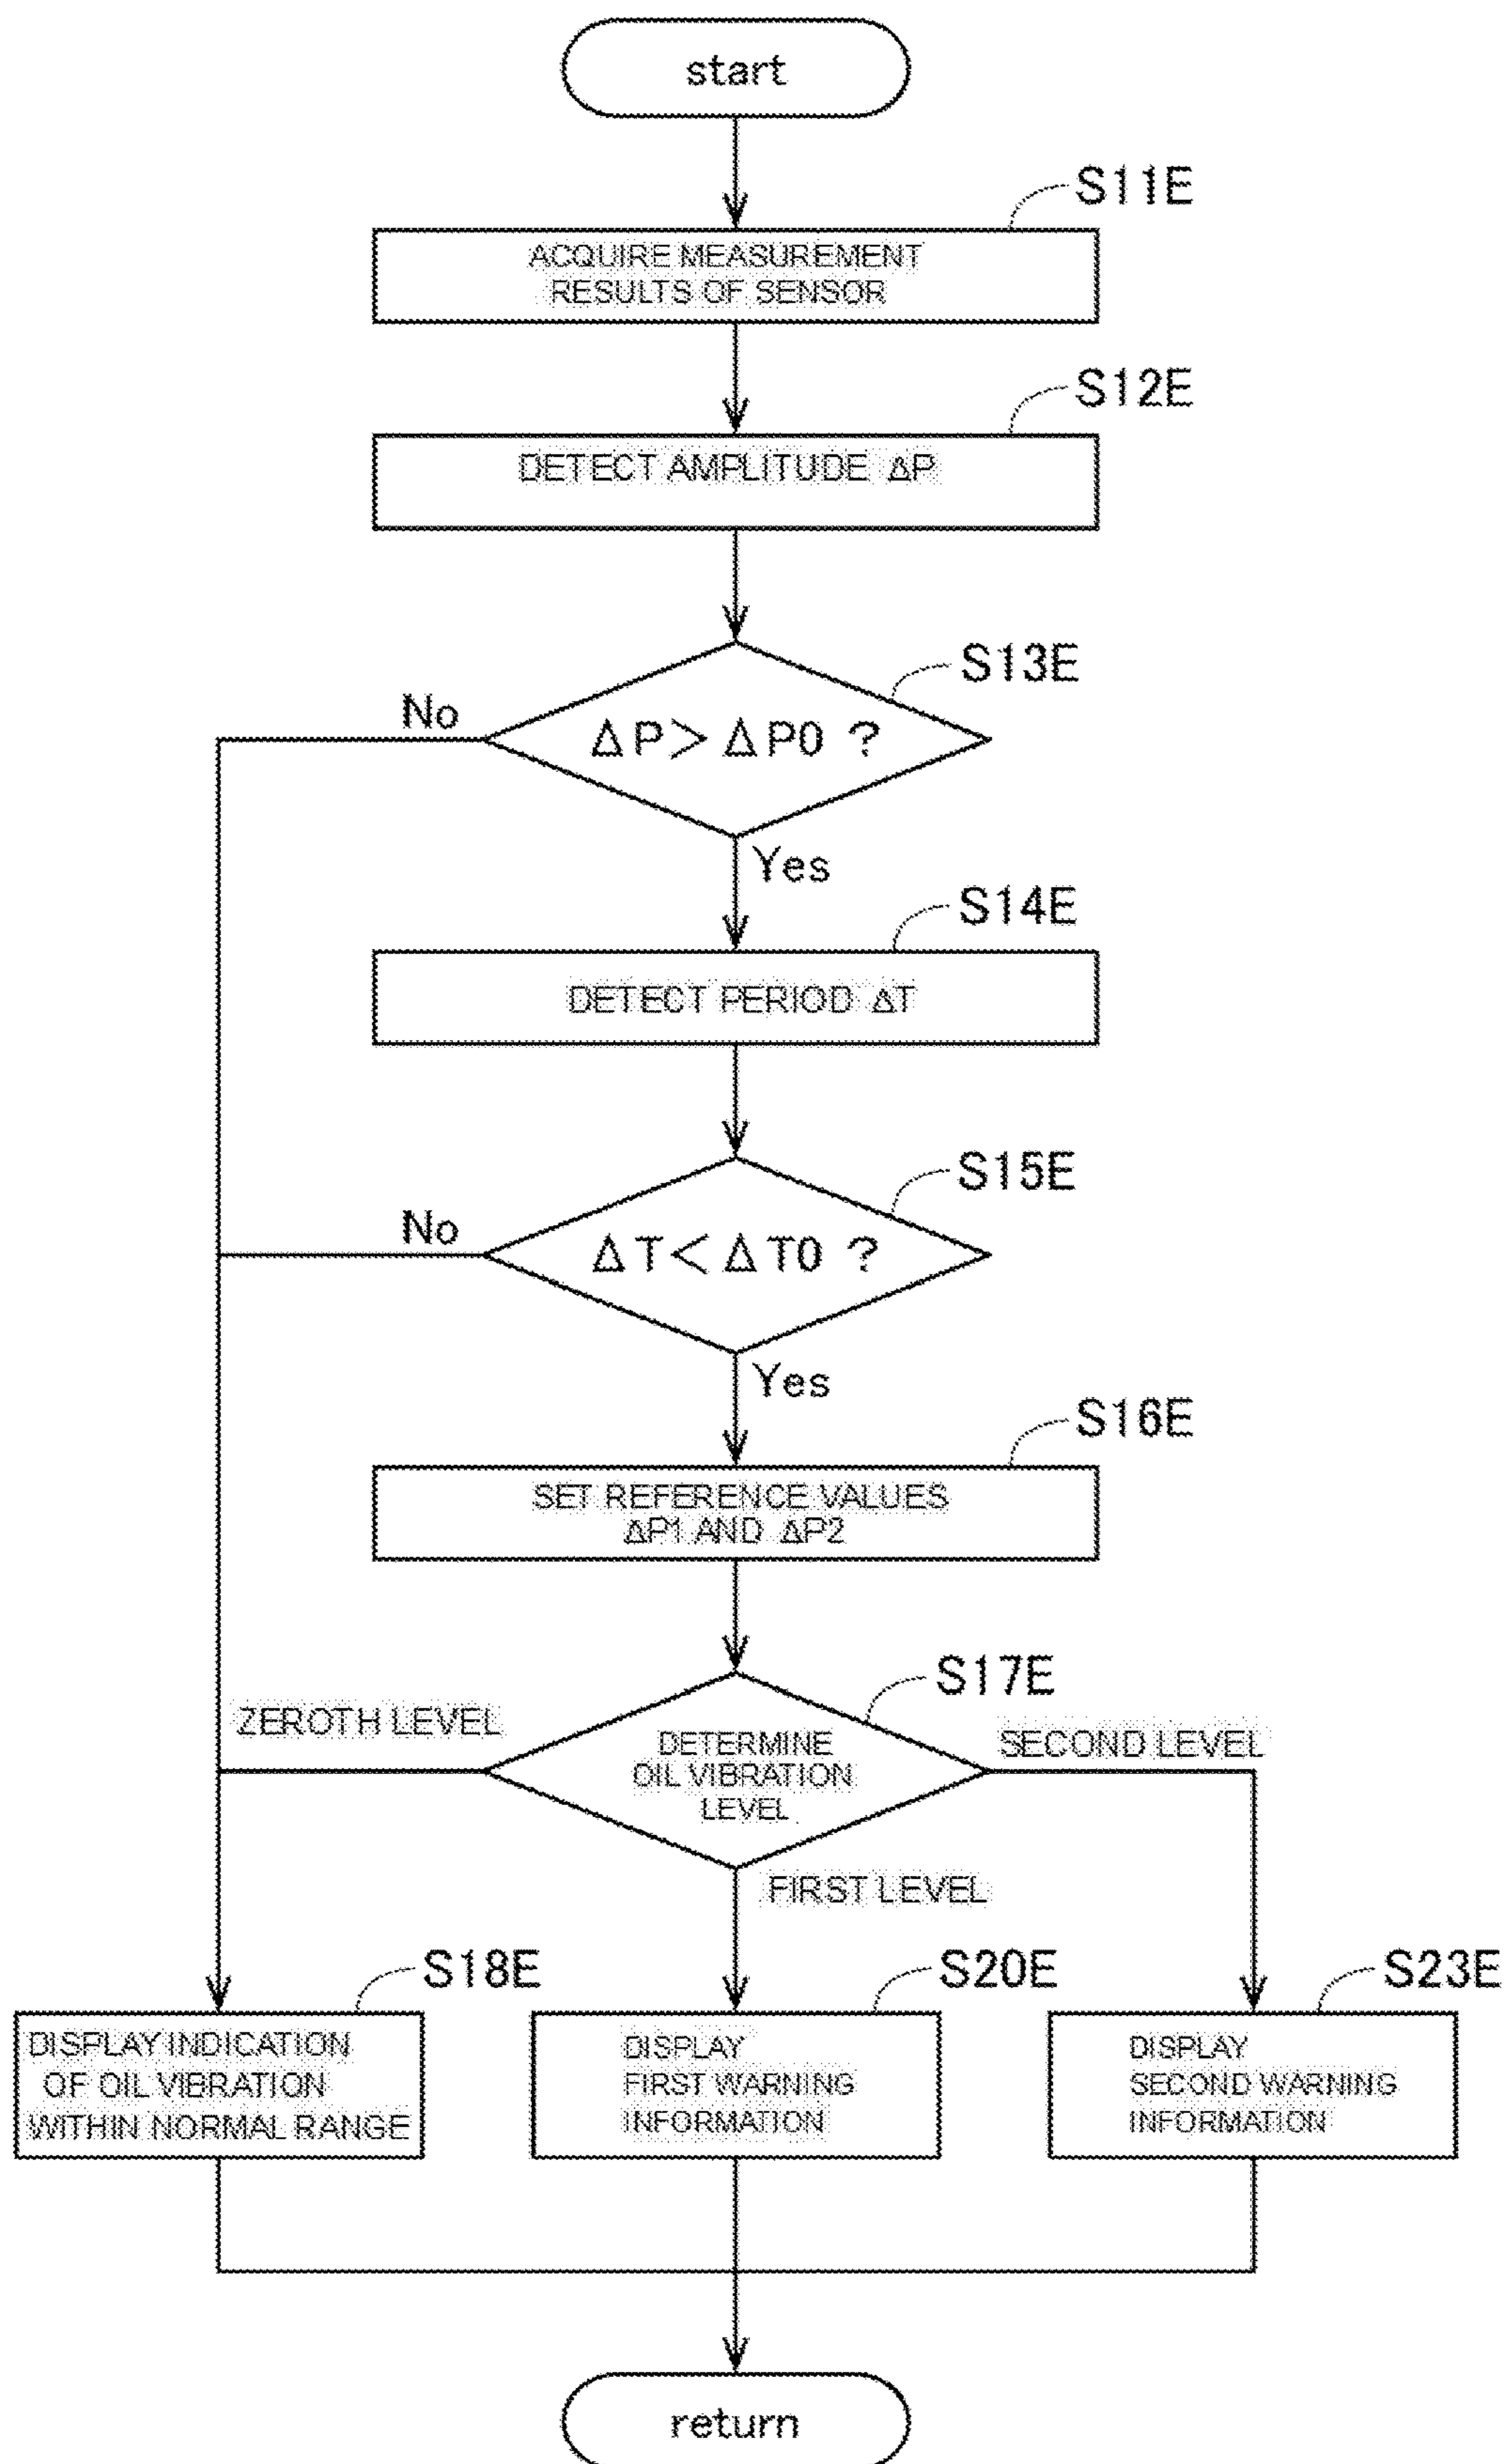 start
S11E
ACQUIRE MEASUREMENT
RESULTS OF SENSOR
S12E
DETECT AMPLITUDE ΔP
S13E
No
ΔP>ΔP0 ?
Yes
S14E
DETECT PERIOD ΔT
S15E
No
ΔT<ΔT0 ?
Yes
S16E
SET REFERENCE VALUES
ΔP1 AND ΔP2
S17E
ZEROTH LEVEL
DETERMINE
OIL VIBRATION
LEVEL
SECOND LEVEL
FIRST LEVEL
S18E
DISPLAY INDICATION
OF OIL VIBRATION
WITHIN NORMAL RANGE
S20E
DISPLAY
FIRST WARNING
INFORMATION
S23E
DISPLAY
SECOND WARNING
INFORMATION
return